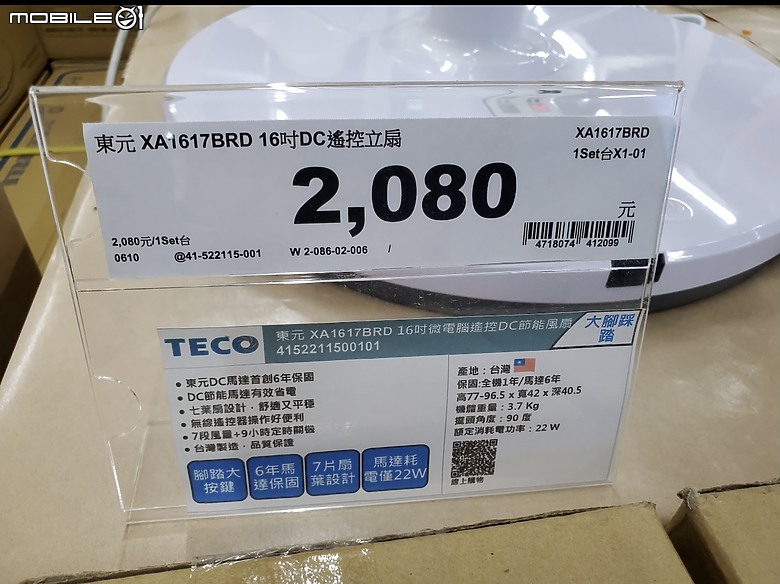 MOBILE01
東元 XA1617BRD 16吋DC遙控立扇
XA1617BRD
1Set台X1-01
2,080 元
2,080元/1Set台
0610 @41-522115-001 W 2-086-02-006 /
4718074 412099
TECO
東元 XA1617BRD 16吋微電腦遙控DC節能風扇
4152211500101
大腳踩
踏
• 東元DC馬達首創6年保固
• DC節能馬達有效省電
• 七葉扇設計，舒適又平穩
• 無線遙控器操作好便利
• 7段風量+9小時定時關機
• 台灣製造，品質保證
腳踏大
按鍵
6年馬
達保固
7片扇
葉設計
馬達耗
電僅22W
產地：台灣
保固:全機1年/馬達6年
高77-96.5 x 寬42 x 深40.5
機體重量：3.7 Kg
擺頭角度：90 度
額定消耗電功率：22 W
線上購物